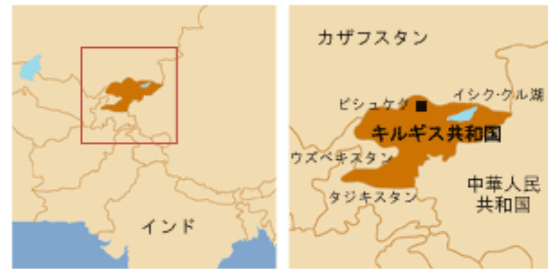 インド
カザフスタン
イシク・クル湖
ビシュケク
キルギス共和国
ウズベキスタン
タジキスタン
中華人民
共和国